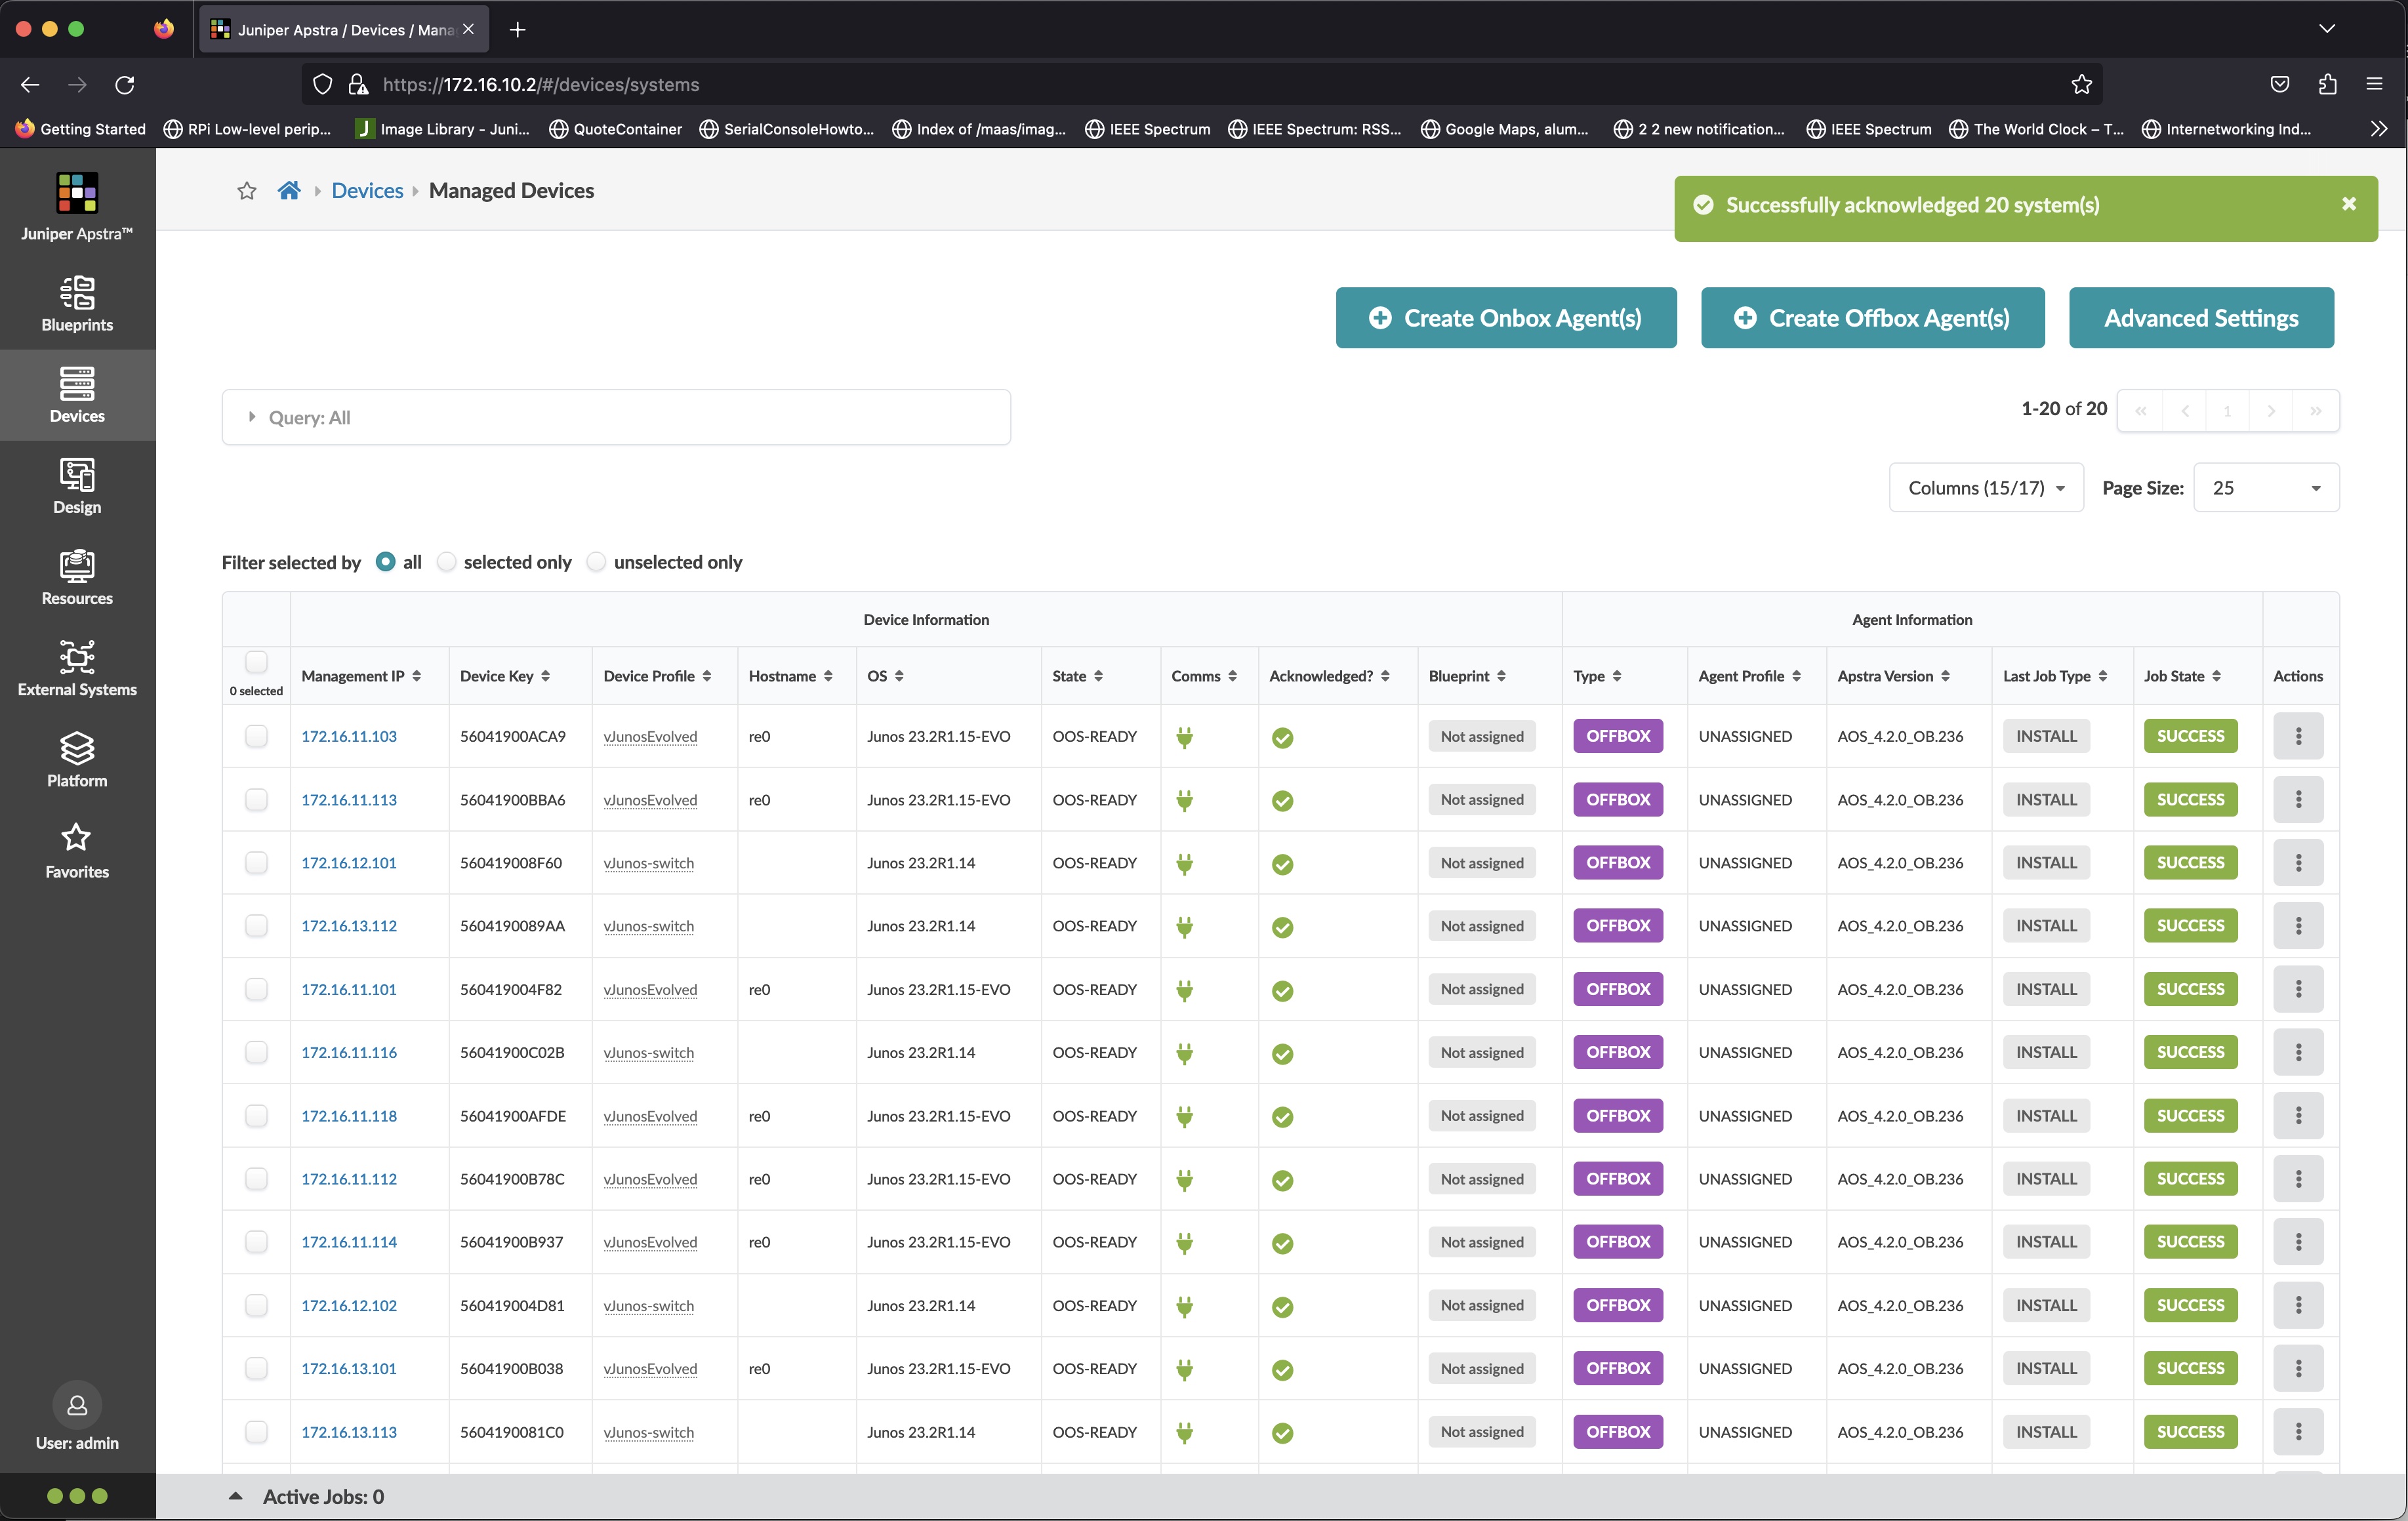 Juniper Apstra / Devices / Mana
https://172.16.10.2/#/devices/systems
Getting Started RPi Low-level perip... Image Library - Juni... QuoteContainer SerialConsoleHowto... Index of /maas/imag... IEEE Spectrum IEEE Spectrum: RSS... Google Maps, alum... 2 2 new notification... IEEE Spectrum The World Clock – T... Internetworking Ind...
Juniper Apstra™
Blueprints
Devices
Design
Resources
External Systems
Platform
Favorites
User: admin
Devices Managed Devices
Successfully acknowledged 20 system(s)
Create Onbox Agent(s) Create Offbox Agent(s) Advanced Settings
Query: All
1-20 of 20 « < 1 > »
Columns (15/17) Page Size: 25
Filter selected by all selected only unselected only
Device Information Agent Information
0 selected Management IP Device Key Device Profile Hostname OS State Comms Acknowledged? Blueprint Type Agent Profile Apstra Version Last Job Type Job State Actions
172.16.11.103 56041900ACA9 vJunosEvolved re0 Junos 23.2R1.15-EVO OOS-READY Not assigned OFFBOX UNASSIGNED AOS_4.2.0_OB.236 INSTALL SUCCESS
172.16.11.113 56041900BBA6 vJunosEvolved re0 Junos 23.2R1.15-EVO OOS-READY Not assigned OFFBOX UNASSIGNED AOS_4.2.0_OB.236 INSTALL SUCCESS
172.16.12.101 560419008F60 vJunos-switch Junos 23.2R1.14 OOS-READY Not assigned OFFBOX UNASSIGNED AOS_4.2.0_OB.236 INSTALL SUCCESS
172.16.13.112 5604190089AA vJunos-switch Junos 23.2R1.14 OOS-READY Not assigned OFFBOX UNASSIGNED AOS_4.2.0_OB.236 INSTALL SUCCESS
172.16.11.101 560419004F82 vJunosEvolved re0 Junos 23.2R1.15-EVO OOS-READY Not assigned OFFBOX UNASSIGNED AOS_4.2.0_OB.236 INSTALL SUCCESS
172.16.11.116 56041900C02B vJunos-switch Junos 23.2R1.14 OOS-READY Not assigned OFFBOX UNASSIGNED AOS_4.2.0_OB.236 INSTALL SUCCESS
172.16.11.118 56041900AFDE vJunosEvolved re0 Junos 23.2R1.15-EVO OOS-READY Not assigned OFFBOX UNASSIGNED AOS_4.2.0_OB.236 INSTALL SUCCESS
172.16.11.112 56041900B78C vJunosEvolved re0 Junos 23.2R1.15-EVO OOS-READY Not assigned OFFBOX UNASSIGNED AOS_4.2.0_OB.236 INSTALL SUCCESS
172.16.11.114 56041900B937 vJunosEvolved re0 Junos 23.2R1.15-EVO OOS-READY Not assigned OFFBOX UNASSIGNED AOS_4.2.0_OB.236 INSTALL SUCCESS
172.16.12.102 560419004D81 vJunos-switch Junos 23.2R1.14 OOS-READY Not assigned OFFBOX UNASSIGNED AOS_4.2.0_OB.236 INSTALL SUCCESS
172.16.13.101 56041900B038 vJunosEvolved re0 Junos 23.2R1.15-EVO OOS-READY Not assigned OFFBOX UNASSIGNED AOS_4.2.0_OB.236 INSTALL SUCCESS
172.16.13.113 5604190081C0 vJunos-switch Junos 23.2R1.14 OOS-READY Not assigned OFFBOX UNASSIGNED AOS_4.2.0_OB.236 INSTALL SUCCESS
Active Jobs: 0